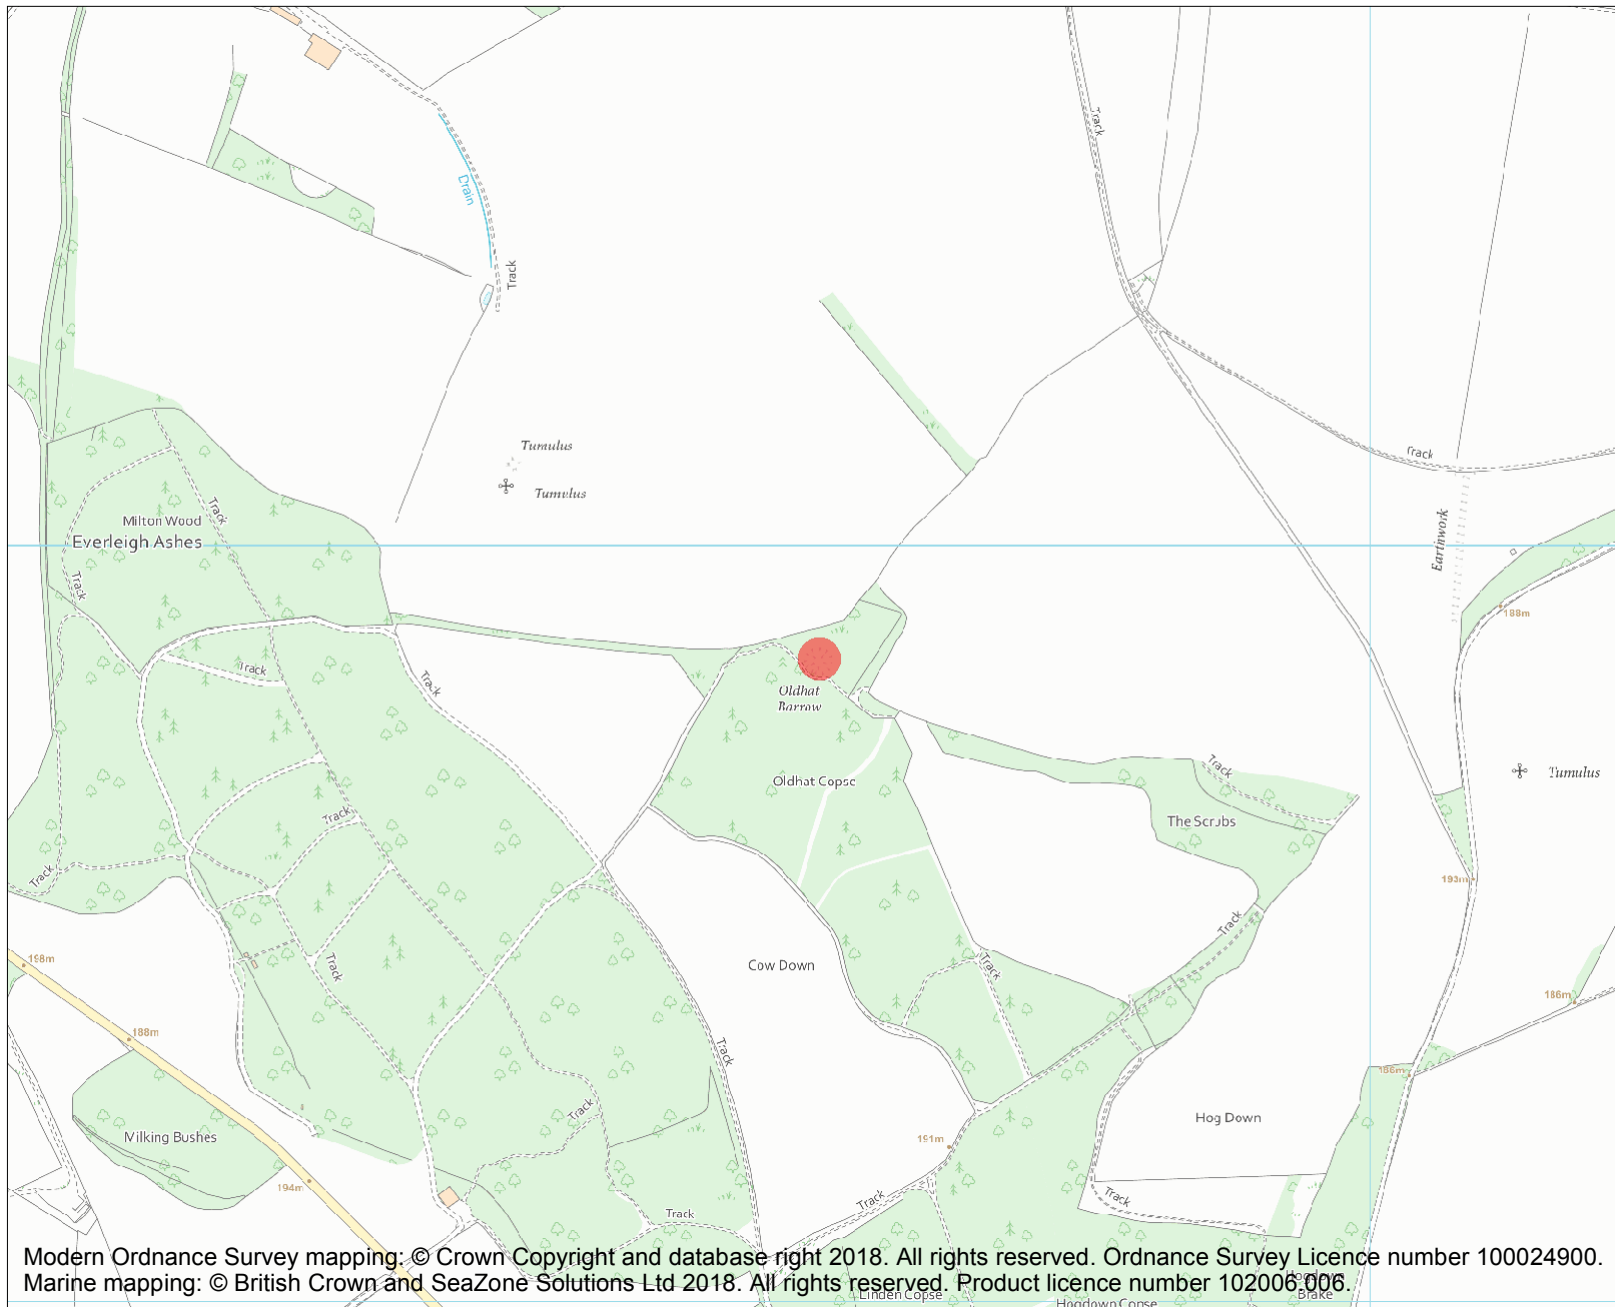 Track
Drain
Track
Tumulus
Tumulus
Track
Track
Milton Wood
Everleigh Ashes
Earthwork
Track
188m
Track
Track
Oldhat
Barrow
Track
Tumulus
Oldhat Copse
Track
The Scrubs
Track
193m
Track
Track
198m
Track
Cow Down
Track
186m
188m
Track
186m
Track
Hog Down
Milking Bushes
191m
194m
Track
Track
Track
Modern Ordnance Survey mapping: © Crown Copyright and database right 2018. All rights reserved. Ordnance Survey Licence number 100024900.
Marine mapping: © British Crown and SeaZone Solutions Ltd 2018. All rights reserved. Product licence number 102006.006.
Hogdown
Brake
Linden Copse
Hogdown Copse